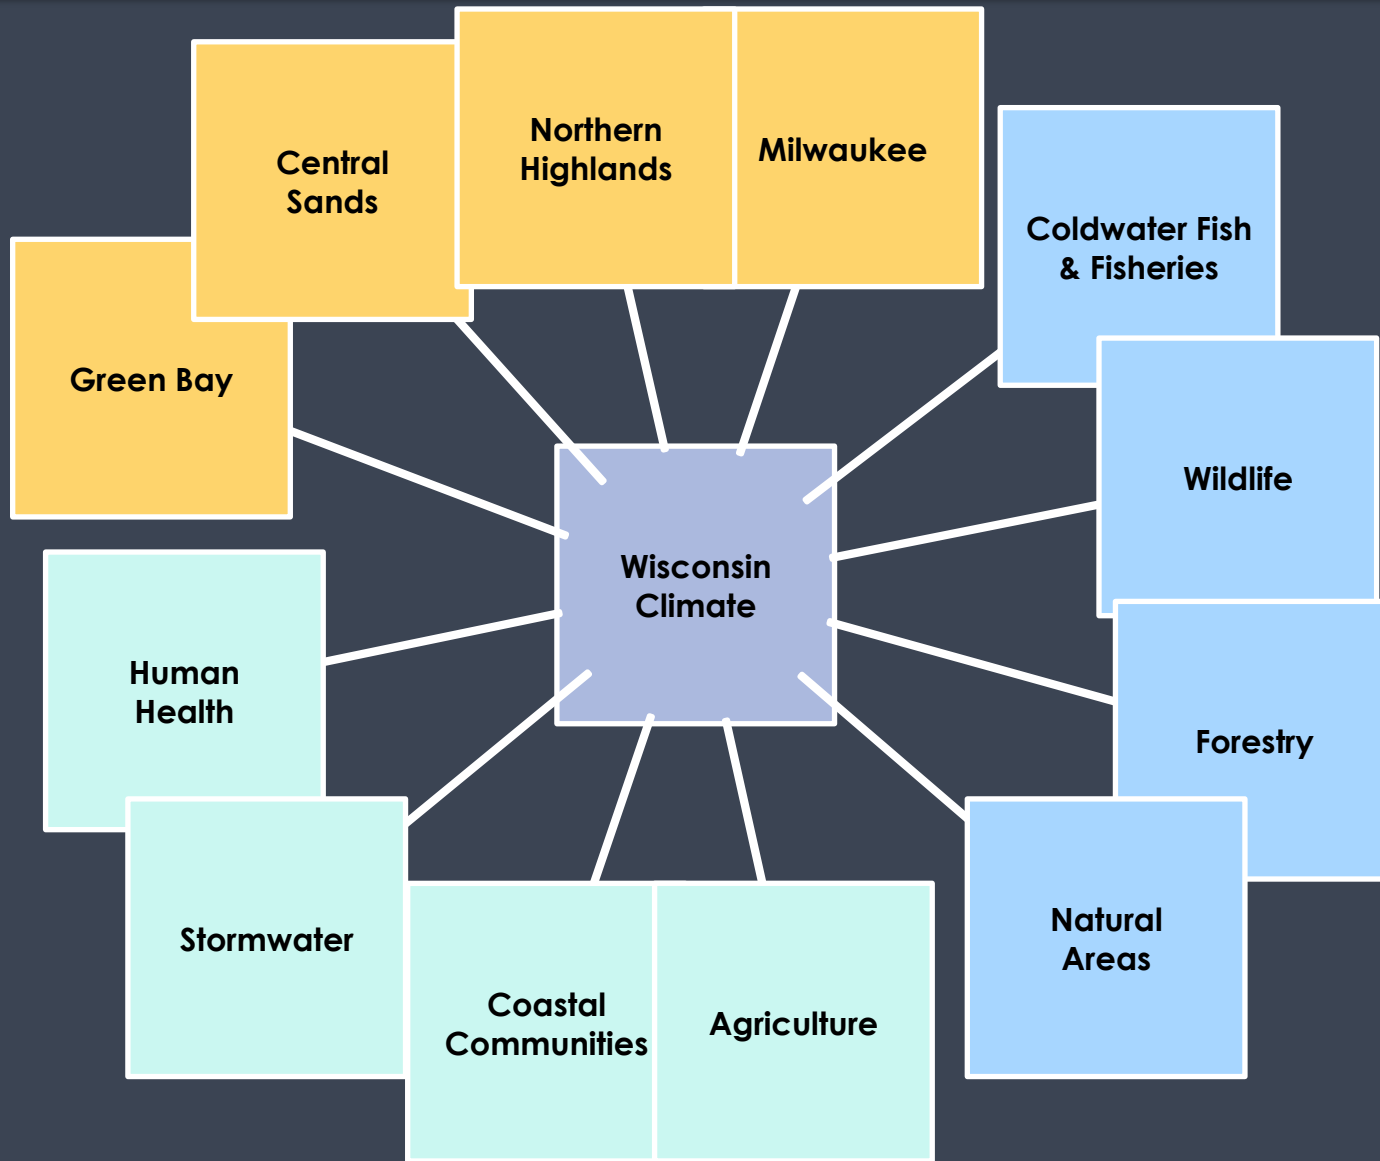 Northern
Highlands
Milwaukee
Central
Sands
Coldwater Fish
& Fisheries
Green Bay
Wildlife
Wisconsin
Climate
Human
Health
Forestry
Stormwater
Natural
Areas
Coastal
Communities
Agriculture